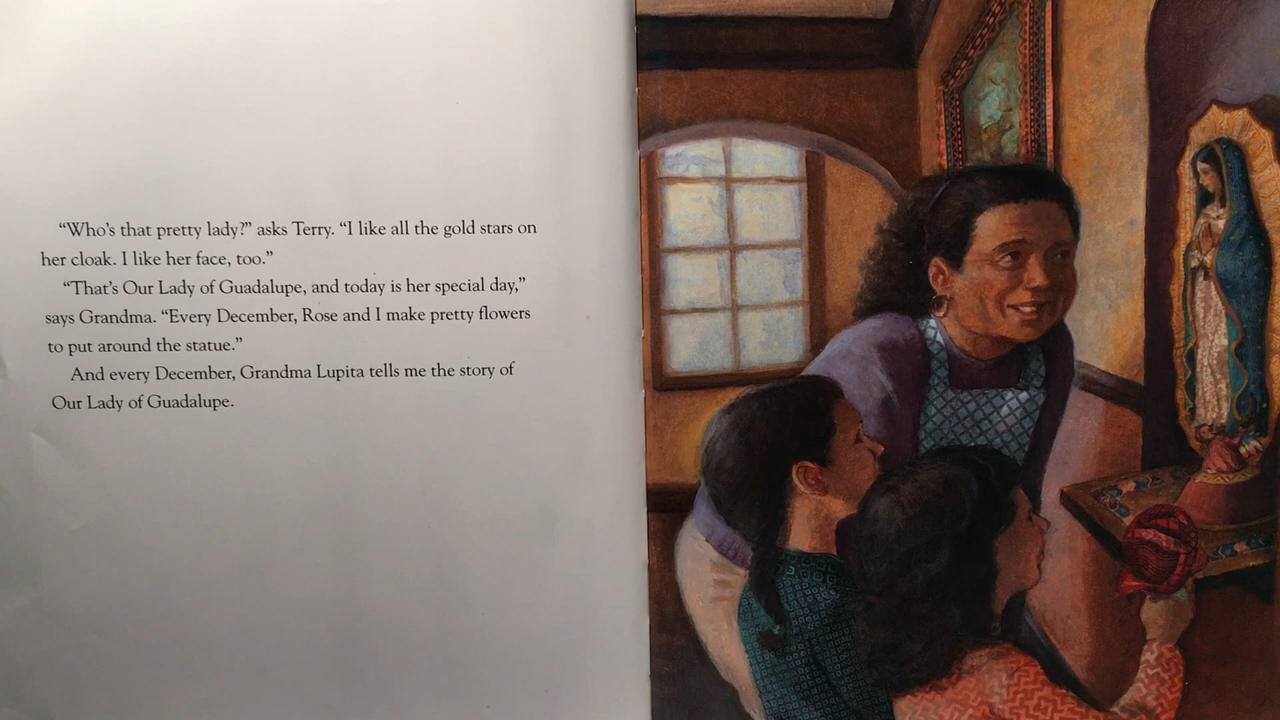 “Who’s that pretty lady?” asks Terry. “I like all the gold stars on
her cloak. I like her face, too.”
“That’s Our Lady of Guadalupe, and today is her special day,”
says Grandma. “Every December, Rose and I make pretty flowers
to put around the statue.”
And every December, Grandma Lupita tells me the story of
Our Lady of Guadalupe.